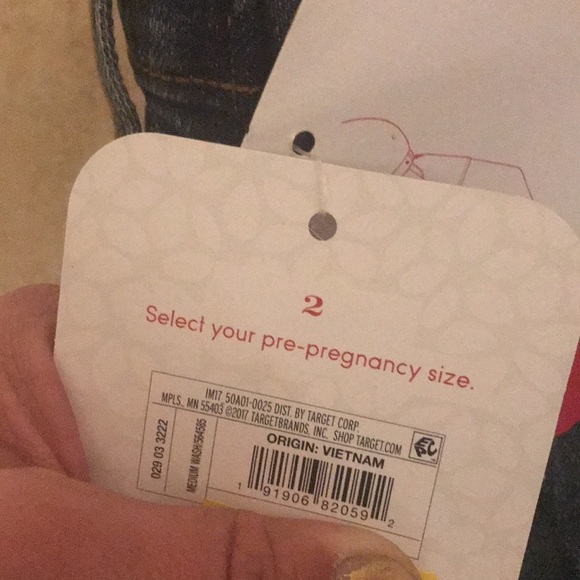 2
Select your pre-pregnancy size.
IM17 50A01-0025 DIST. BY TARGET CORP.
MPLS, MN 55403 ©2017 TARGETBRANDS, INC. SHOP TARGET.COM
029 03 3222
MEDIUM WASH/564585
ORIGIN: VIETNAM
1 91906 82059 2